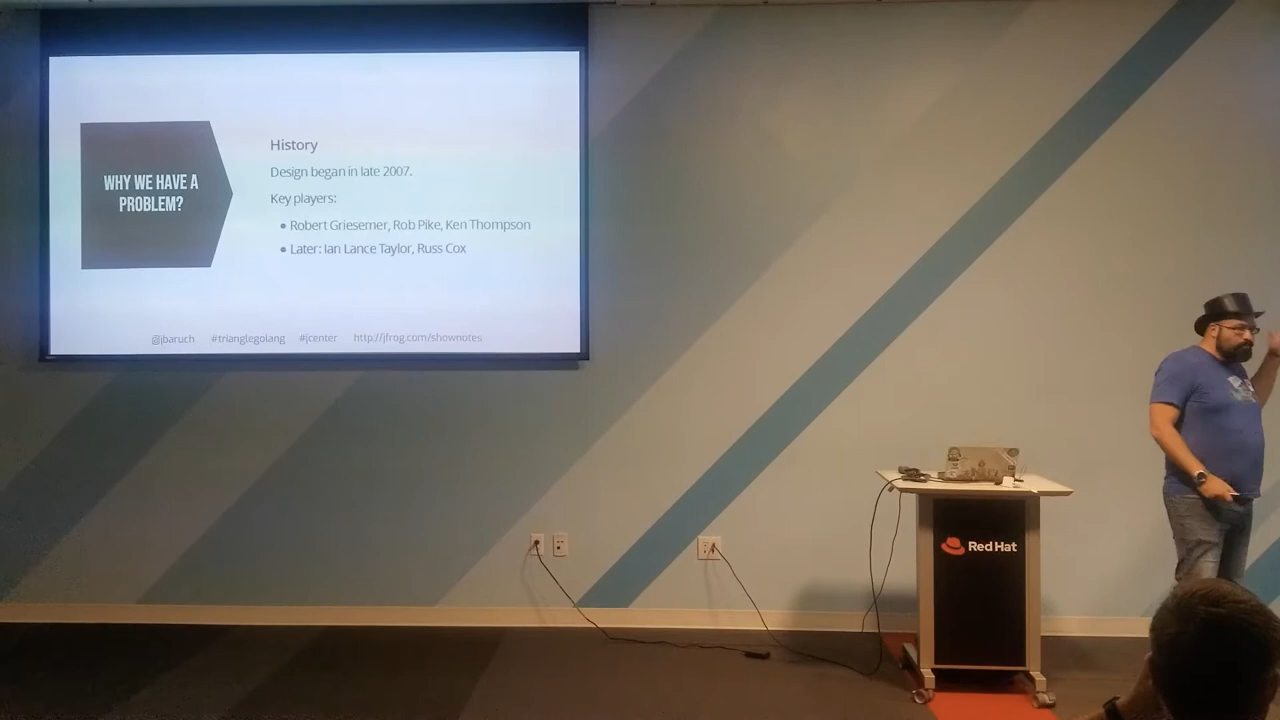 WHY WE HAVE A
PROBLEM?
History
Design began in late 2007.
Key players:
• Robert Griesemer, Rob Pike, Ken Thompson
• Later: Ian Lance Taylor, Russ Cox
@jbaruch #trianglegolang #jcenter http://jfrog.com/shownotes
Red Hat